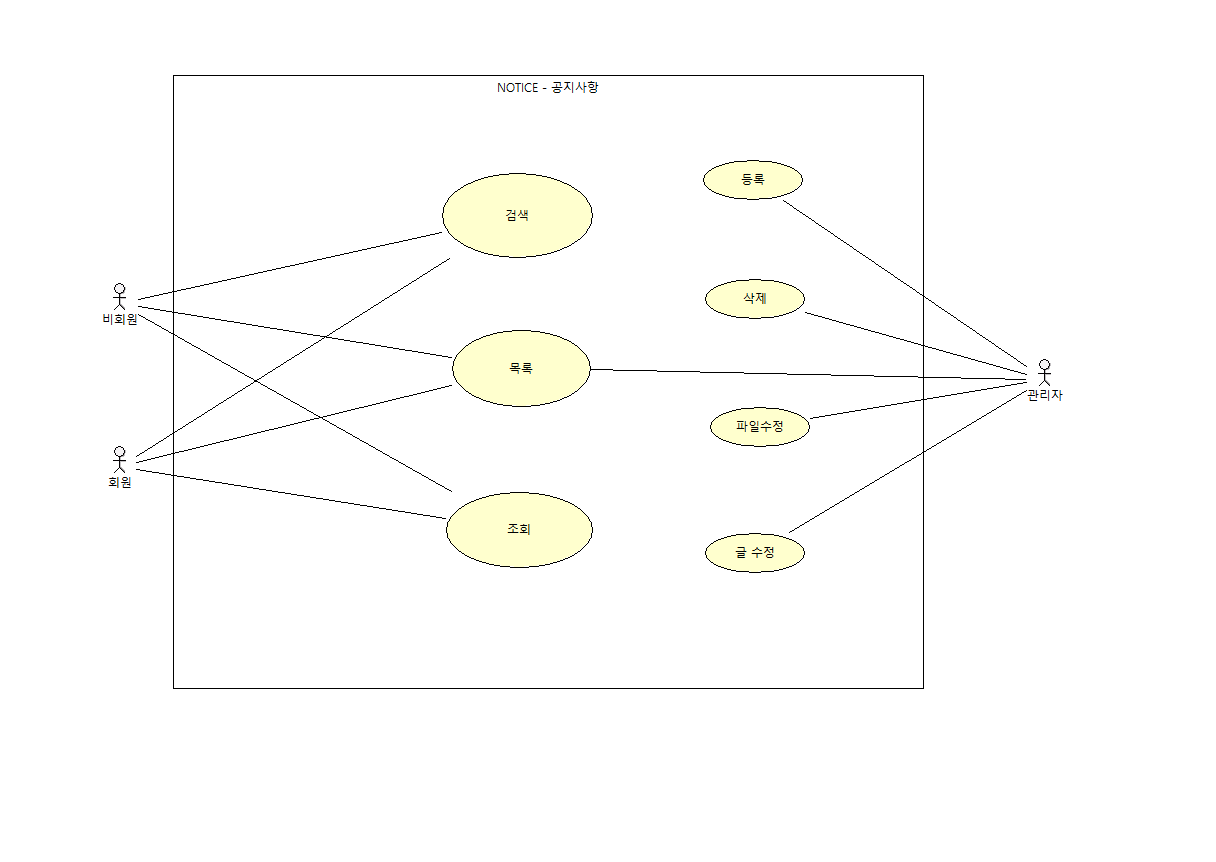 NOTICE - 공지사항
등록
검색
삭제
비회원
목록
관리자
파일수정
회원
조회
글 수정